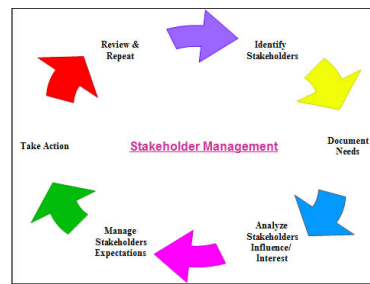 Review &
Repeat
Identify
Stakeholders
Take Action
Stakeholder Management
Document
Needs
Manage
Stakeholders
Expectations
Analyze
Stakeholders
Influence/
Interest